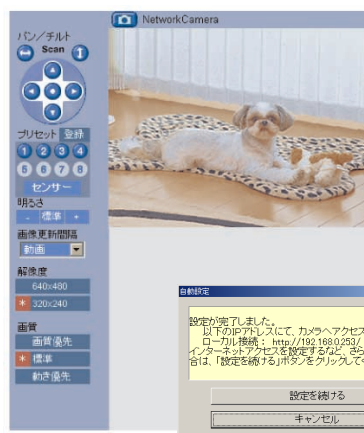 NetworkCamera
パン／チルト
Scan
プリセット 登録
1 2 3 4
5 6 7 8
センサー
明るさ
- 標準 +
画像更新間隔
動画
解像度
640×480
* 320×240
画質
画質優先
* 標準
動き優先
自動設定
設定が完了しました。
以下のIPアドレスにて、カメラへアクセス
ローカル接続： http://192.168.0.253/
インターネットアクセスを設定するなど、さら
合は、「設定を続ける」ボタンをクリックして
設定を続ける
キャンセル